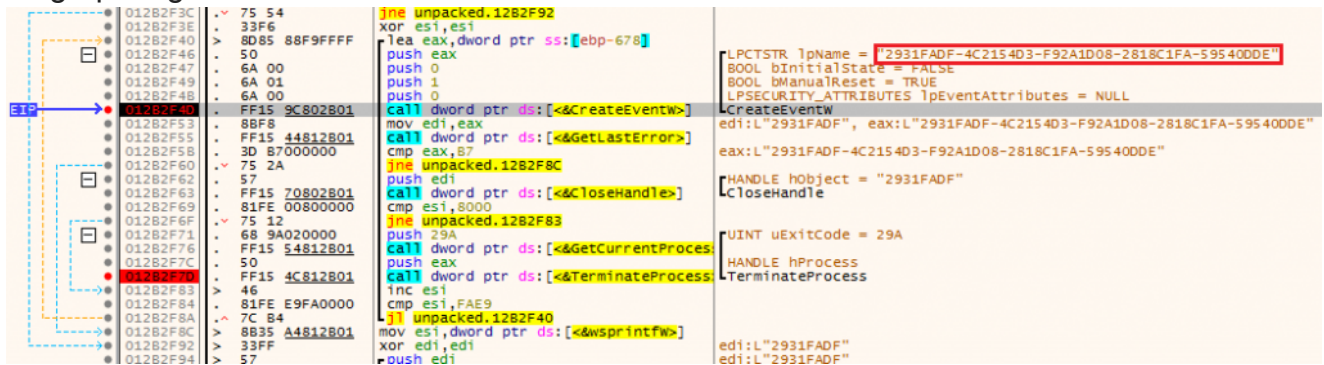 012B2F3C . 75 54 jne unpacked.12B2F92
012B2F3E . 33F6 xor esi,esi
012B2F40 > 8D85 88F9FFFF lea eax,dword ptr ss:[ebp-678]
012B2F46 . 50 push eax LPCTSTR lpName = "2931FADF-4C2154D3-F92A1D08-2818C1FA-59540DDE"
012B2F47 . 6A 00 push 0 BOOL bInitialState = FALSE
012B2F49 . 6A 01 push 1 BOOL bManualReset = TRUE
012B2F4B . 6A 00 push 0 LPSECURITY_ATTRIBUTES lpEventAttributes = NULL
EIP 012B2F4D . FF15 9C802B01 call dword ptr ds:[<&CreateEventW>] CreateEventW
012B2F53 . 8BF8 mov edi,eax edi:L"2931FADF", eax:L"2931FADF-4C2154D3-F92A1D08-2818C1FA-59540DDE"
012B2F55 . FF15 44812B01 call dword ptr ds:[<&GetLastError>]
012B2F5B . 3D B7000000 cmp eax,B7 eax:L"2931FADF-4C2154D3-F92A1D08-2818C1FA-59540DDE"
012B2F60 . 75 2A jne unpacked.12B2F8C
012B2F62 . 57 push edi HANDLE hObject = "2931FADF"
012B2F63 . FF15 70802B01 call dword ptr ds:[<&CloseHandle>] CloseHandle
012B2F69 . 81FE 00800000 cmp esi,8000
012B2F6F . 75 12 jne unpacked.12B2F83
012B2F71 . 68 9A020000 push 29A UINT uExitCode = 29A
012B2F76 . FF15 54812B01 call dword ptr ds:[<&GetCurrentProcess
012B2F7C . 50 push eax HANDLE hProcess
012B2F7D . FF15 4C812B01 call dword ptr ds:[<&TerminateProcess TerminateProcess
012B2F83 > 46 inc esi
012B2F84 . 81FE E9FA0000 cmp esi,FAE9
012B2F8A . 7C B4 jl unpacked.12B2F40
012B2F8C > 8B35 A4812B01 mov esi,dword ptr ds:[<&wsprintfW>]
012B2F92 > 33FF xor edi,edi edi:L"2931FADF"
012B2F94 > 57 push edi edi:L"2931FADF"